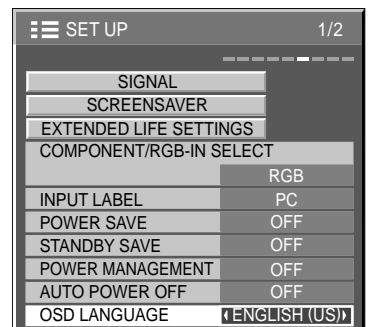 SET UP 1/2
SIGNAL
SCREENSAVER
EXTENDED LIFE SETTINGS
COMPONENT/RGB-IN SELECT
RGB
INPUT LABEL PC
POWER SAVE OFF
STANDBY SAVE OFF
POWER MANAGEMENT OFF
AUTO POWER OFF OFF
OSD LANGUAGE ENGLISH (US)